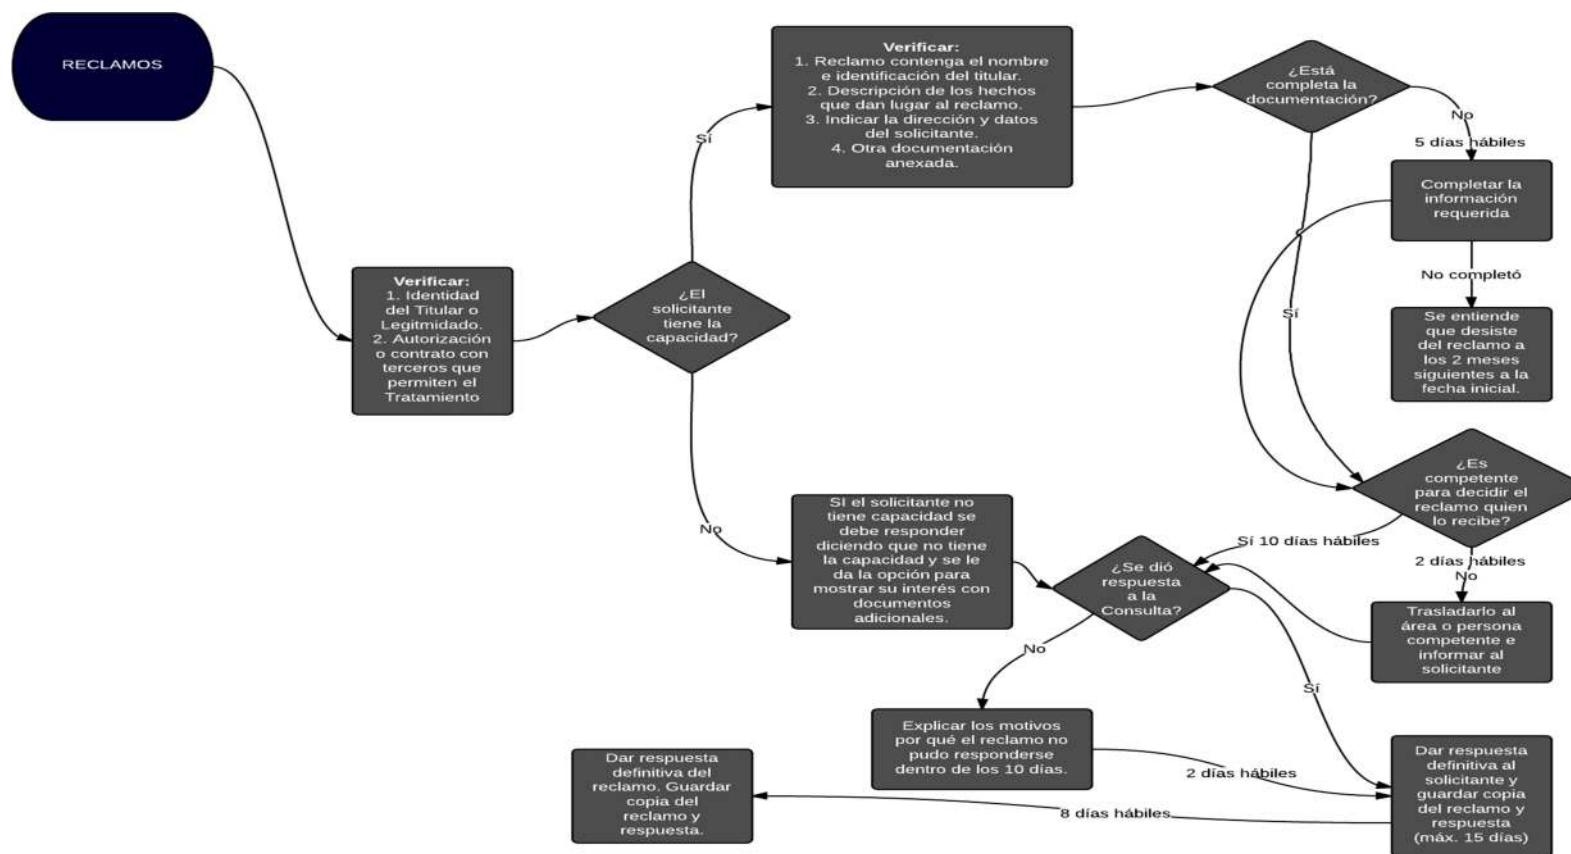 RECLAMOS
Verificar:
1. Identidad
del Titular o
Legitmidado.
2. Autorización
o contrato con
terceros que
permiten el
Tratamiento
¿El
solicitante
tiene la
capacidad?
Sí
Verificar:
1. Reclamo contenga el nombre
e identificación del titular.
2. Descripción de los hechos
que dan lugar al reclamo.
3. Indicar la dirección y datos
del solicitante.
4. Otra documentación
anexada.
¿Está
completa la
documentación?
No
5 días hábiles
Completar la
información
requerida
No completó
Se entiende
que desiste
del reclamo a
los 2 meses
siguientes a la
fecha inicial.
Sí
¿Es
competente
para decidir el
reclamo quien
lo recibe?
Sí 10 días hábiles
2 días hábiles
No
Trasladarlo al
área o persona
competente e
informar al
solicitante
No
SI el solicitante no
tiene capacidad se
debe responder
diciendo que no tiene
la capacidad y se le
da la opción para
mostrar su interés con
documentos
adicionales.
¿Se dió
respuesta
a la
Consulta?
No
Sí
Explicar los motivos
por qué el reclamo no
pudo responderse
dentro de los 10 días.
2 días hábiles
Dar respuesta
definitiva al
solicitante y
guardar copia
del reclamo y
respuesta
(máx. 15 días)
8 días hábiles
Dar respuesta
definitiva del
reclamo. Guardar
copia del
reclamo y
respuesta.